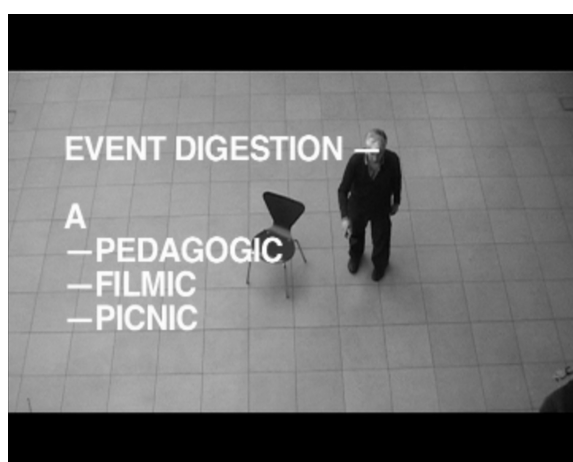 EVENT DIGESTION —
A
—PEDAGOGIC
—FILMIC
—PICNIC